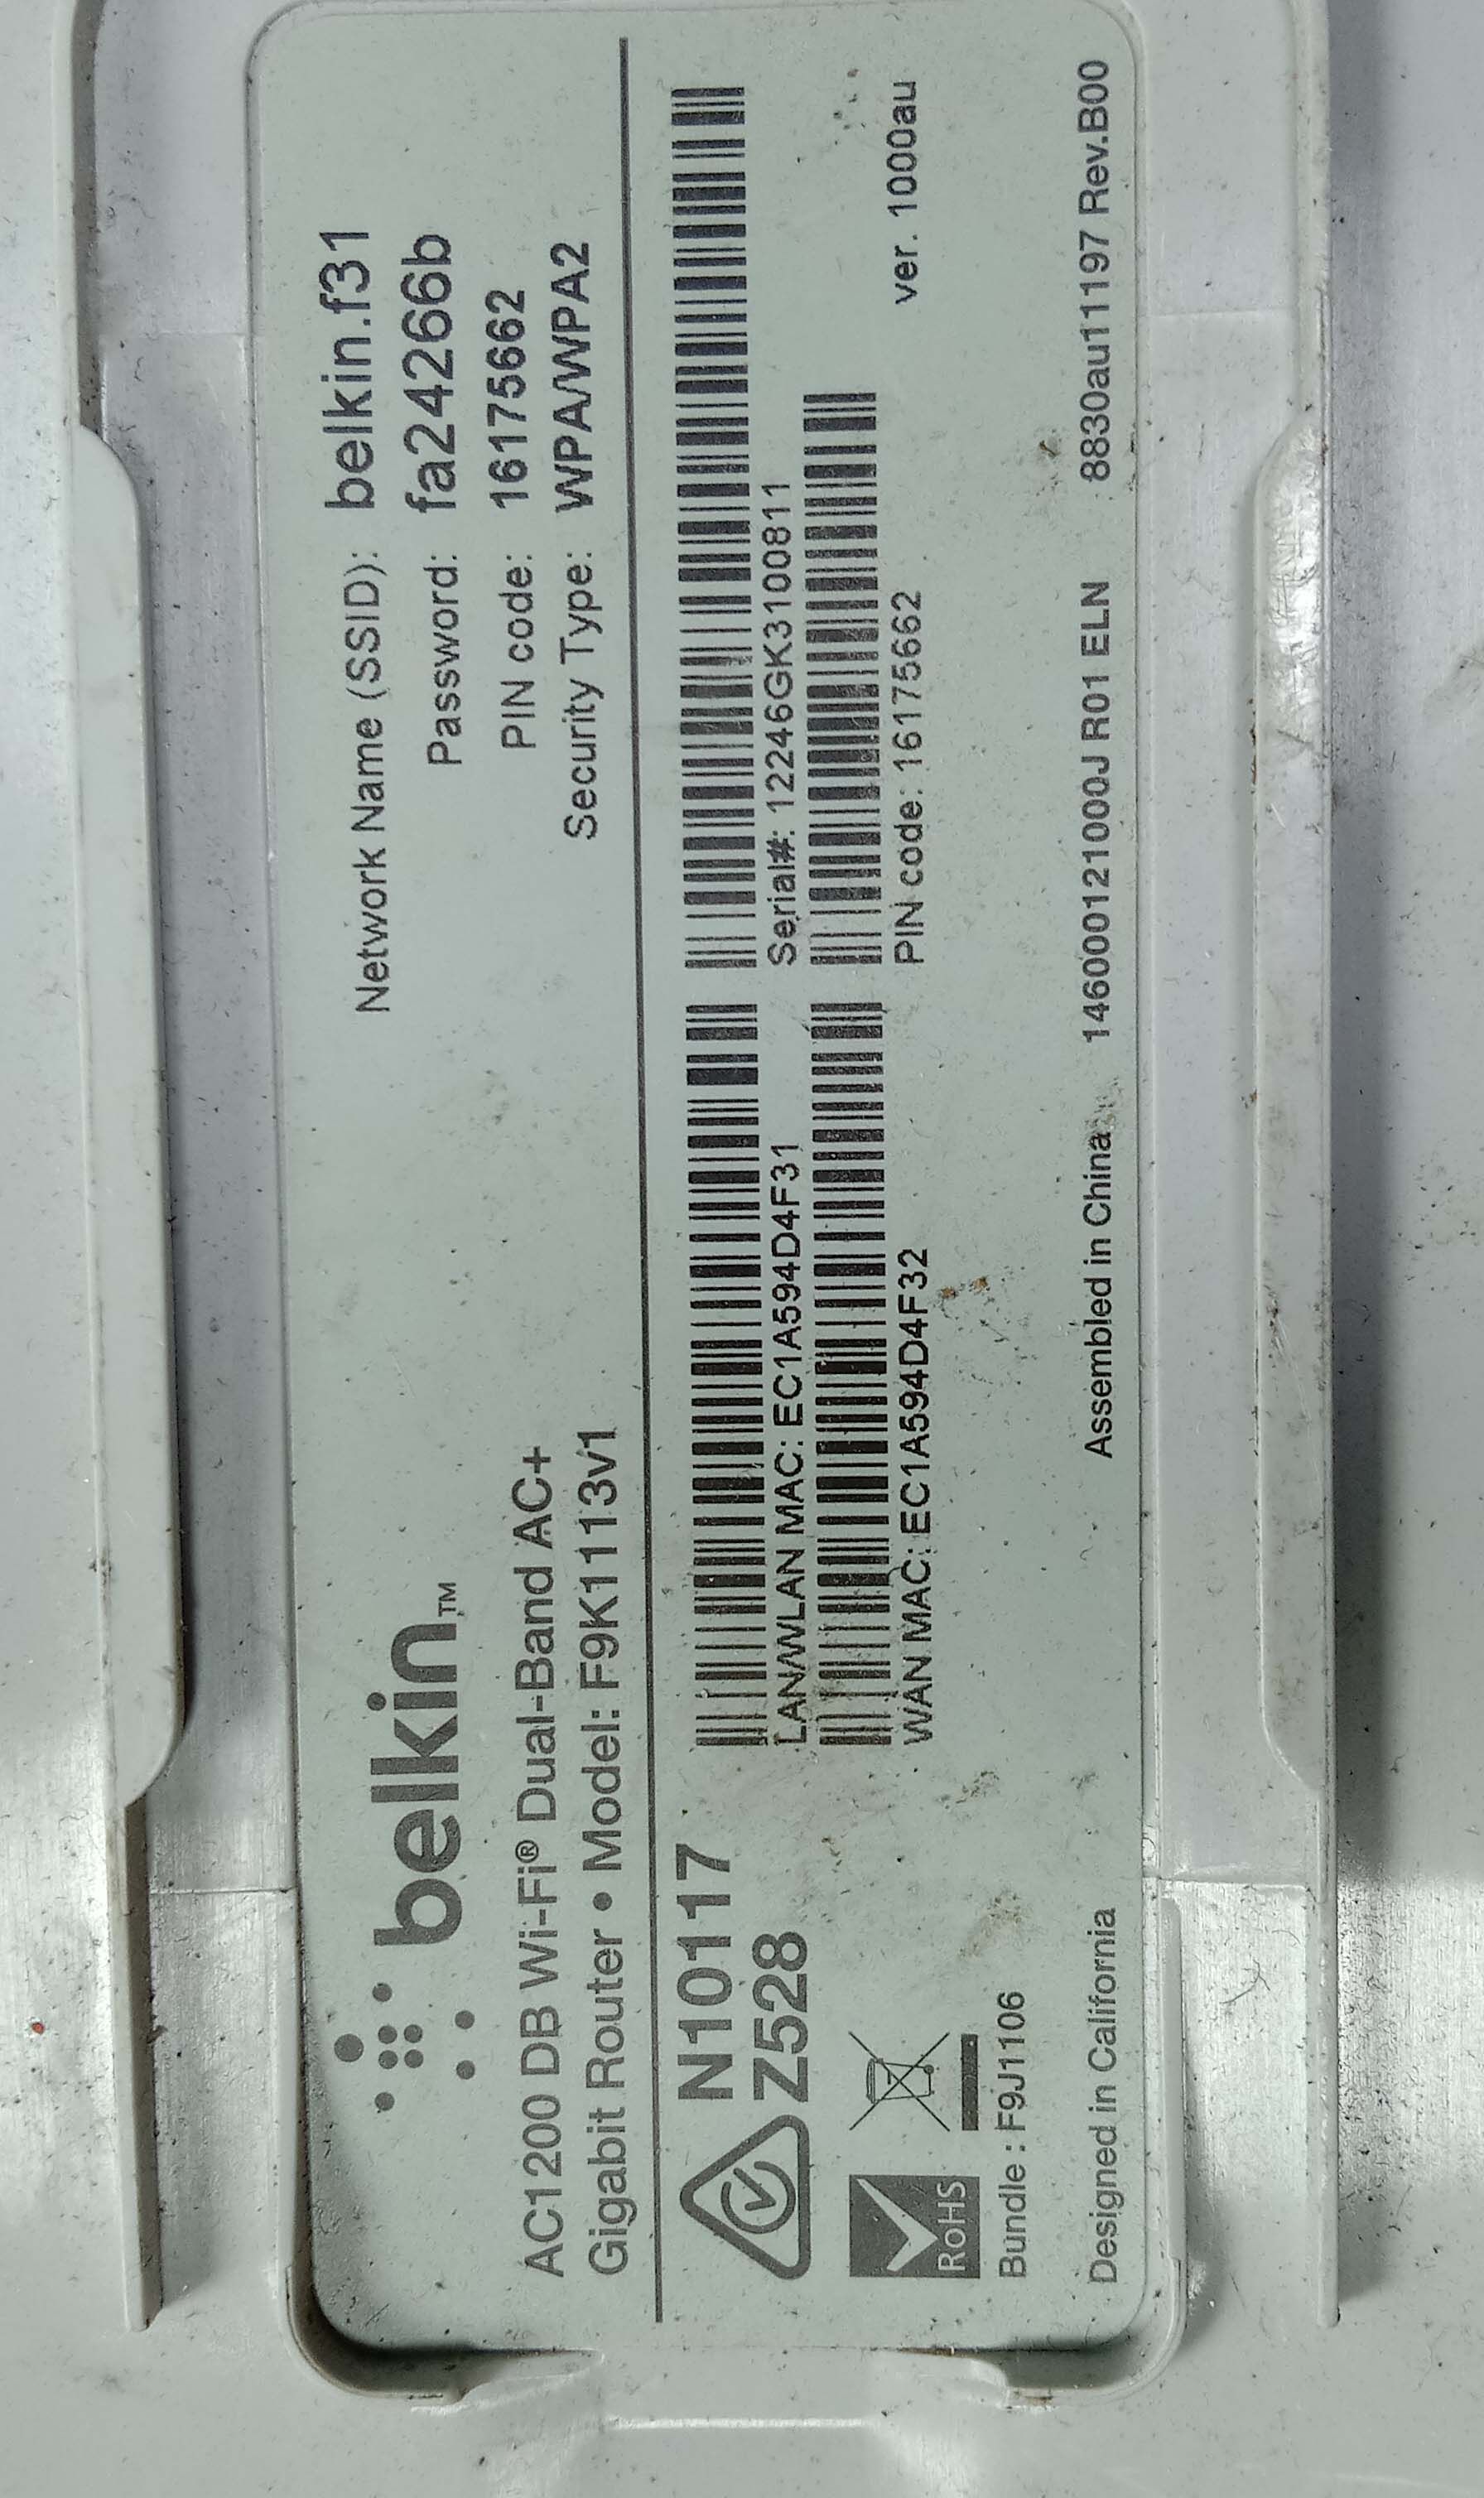 belkin™
AC1200 DB Wi-Fi® Dual-Band AC+
Gigabit Router • Model: F9K1113v1
Network Name (SSID): belkin.f31
Password: fa24266b
PIN code: 16175662
Security Type: WPA/WPA2
N10117
Z528
LAN/WLAN MAC: EC1A594D4F31
Serial#: 12246GK3100811
WAN MAC: EC1A594D4F32
PIN code: 16175662
ver. 1000au
RoHS
Bundle : F9J1106
Designed in California
Assembled in China
146000121000J R01 ELN
8830au11197 Rev.B00